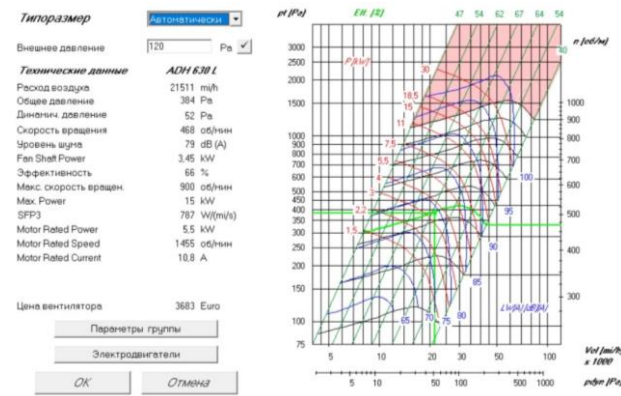 Типоразмер Автоматически
Внешнее давление 120 Pa
Технические данные ADH 630 L
Расход воздуха 21511 mi/h
Общее давление 384 Pa
Динамич. давление 52 Pa
Скорость вращения 468 об/мин
Уровень шума 79 dB (A)
Fan Shaft Power 3,45 kW
Эффективность 66 %
Макс. скорость вращен. 900 об/мин
Max. Power 15 kW
SFP3 787 W/(mi/s)
Motor Rated Power 5,5 kW
Motor Rated Speed 1455 об/мин
Motor Rated Current 10,8 A
Цена вентилятора 3683 Euro
Параметры группы
Электродвигатели
OK Отмена
pt [Pa] Eff. [%] 47 54 62 67 64 54
n [об/м]
40
3000
2500
2000
1500
1000
900
800
700
600
500
450
400
350
300
250
200
150
100
75
P[kW]
30
18,5
15
11
7,5
5,5
4
3
2,2
1,5
1000
900
800
700
600
500
400
300
100
95
90
85
80
75
70
65
LW(A) [dB(A)]
5 10 20 30 50 100
Vol [mi/h]
x 1000
5 10 50 100 500 1000 pdyn [Pa]